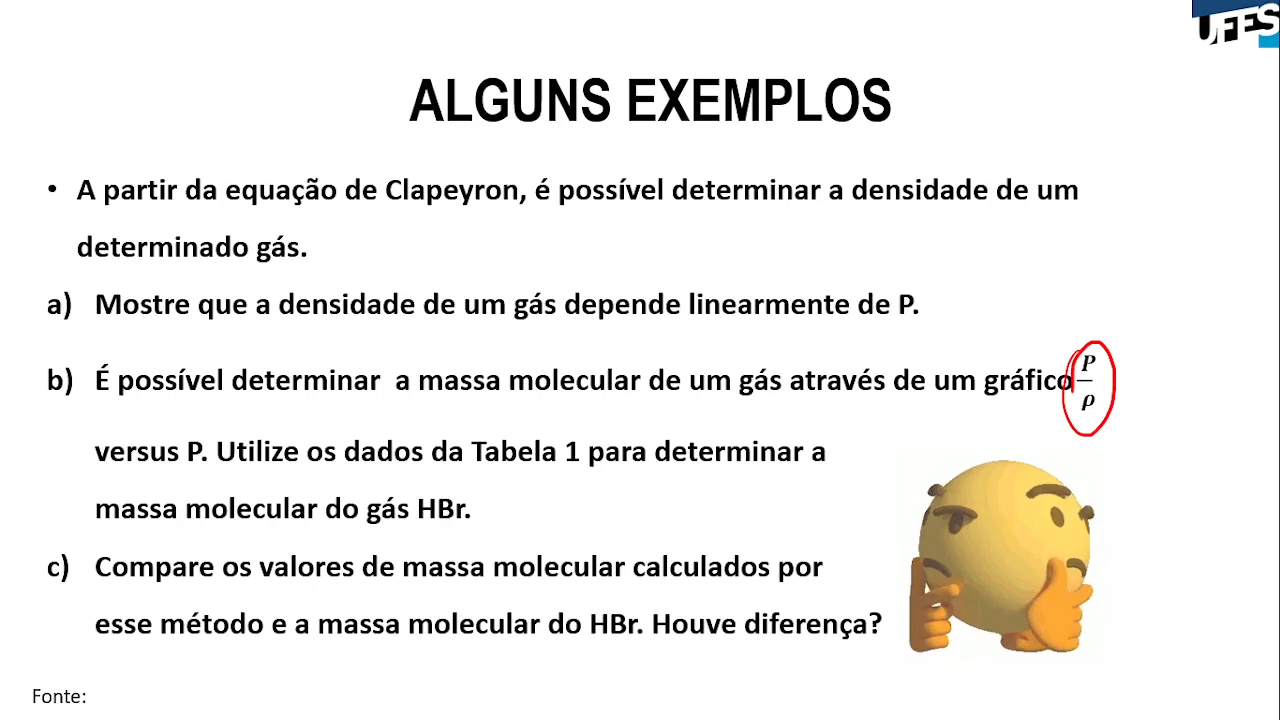 UFES
ALGUNS EXEMPLOS
• A partir da equação de Clapeyron, é possível determinar a densidade de um
determinado gás.
a) Mostre que a densidade de um gás depende linearmente de P.
b) É possível determinar a massa molecular de um gás através de um gráfico P/ρ
versus P. Utilize os dados da Tabela 1 para determinar a
massa molecular do gás HBr.
c) Compare os valores de massa molecular calculados por
esse método e a massa molecular do HBr. Houve diferença?
Fonte: